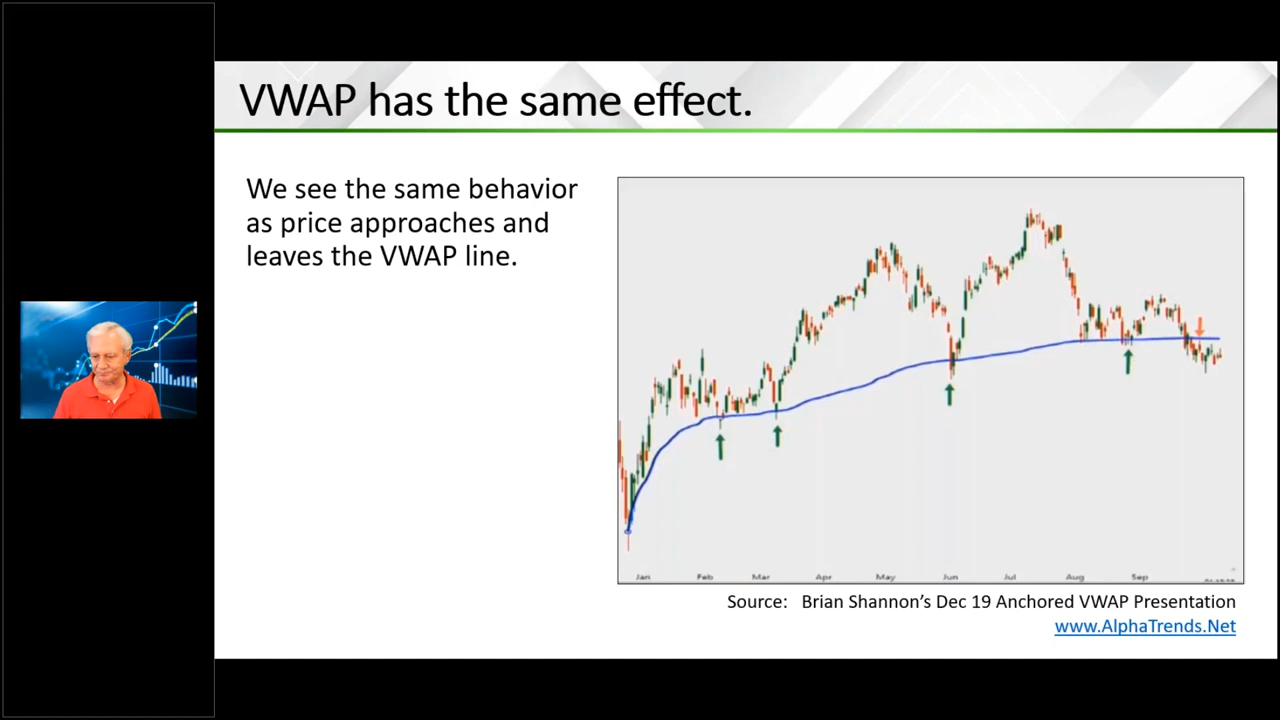 VWAP has the same effect.
We see the same behavior
as price approaches and
leaves the VWAP line.
Jan Feb Mar Apr May Jun Jul Aug Sep
Source: Brian Shannon’s Dec 19 Anchored VWAP Presentation
www.AlphaTrends.Net